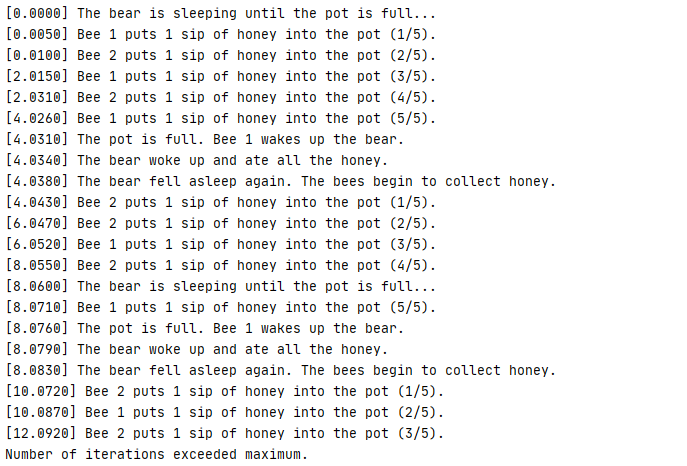 [0.0000] The bear is sleeping until the pot is full...
[0.0050] Bee 1 puts 1 sip of honey into the pot (1/5).
[0.0100] Bee 2 puts 1 sip of honey into the pot (2/5).
[2.0150] Bee 1 puts 1 sip of honey into the pot (3/5).
[2.0310] Bee 2 puts 1 sip of honey into the pot (4/5).
[4.0260] Bee 1 puts 1 sip of honey into the pot (5/5).
[4.0310] The pot is full. Bee 1 wakes up the bear.
[4.0340] The bear woke up and ate all the honey.
[4.0380] The bear fell asleep again. The bees begin to collect honey.
[4.0430] Bee 2 puts 1 sip of honey into the pot (1/5).
[6.0470] Bee 2 puts 1 sip of honey into the pot (2/5).
[6.0520] Bee 1 puts 1 sip of honey into the pot (3/5).
[8.0550] Bee 2 puts 1 sip of honey into the pot (4/5).
[8.0600] The bear is sleeping until the pot is full...
[8.0710] Bee 1 puts 1 sip of honey into the pot (5/5).
[8.0760] The pot is full. Bee 1 wakes up the bear.
[8.0790] The bear woke up and ate all the honey.
[8.0830] The bear fell asleep again. The bees begin to collect honey.
[10.0720] Bee 2 puts 1 sip of honey into the pot (1/5).
[10.0870] Bee 1 puts 1 sip of honey into the pot (2/5).
[12.0920] Bee 2 puts 1 sip of honey into the pot (3/5).
Number of iterations exceeded maximum.